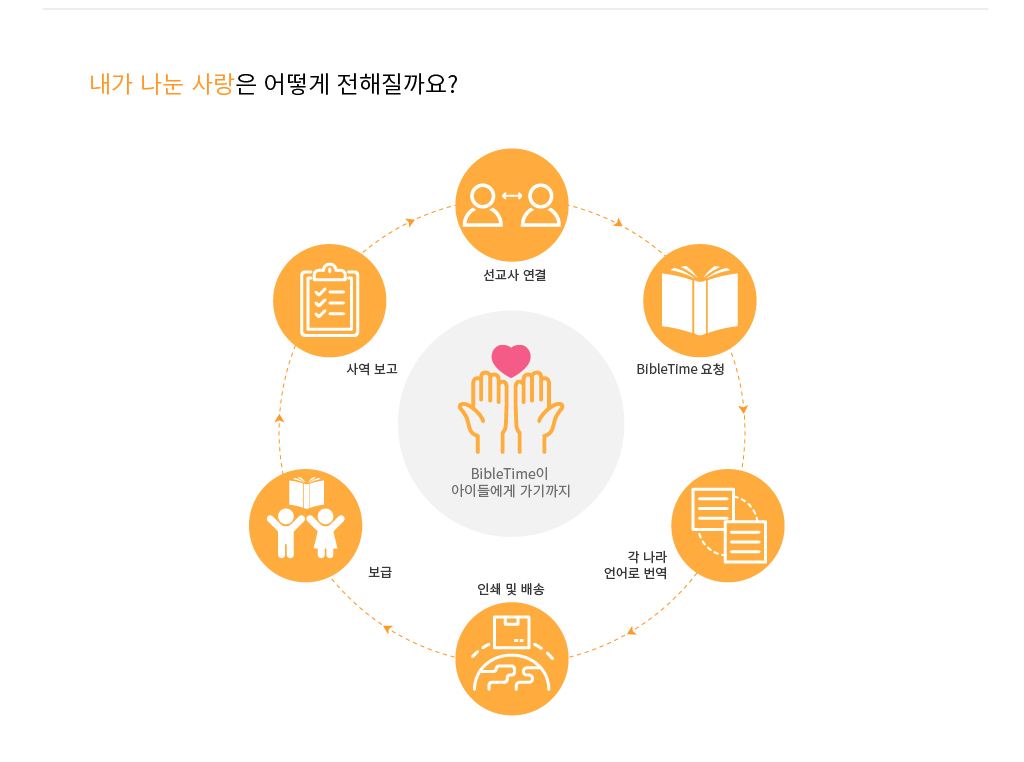 내가 나눈 사랑은 어떻게 전해질까요?
선교사 연결
사역 보고
BibleTime 요청
BibleTime이
아이들에게 가기까지
각 나라
언어로 번역
보급
인쇄 및 배송